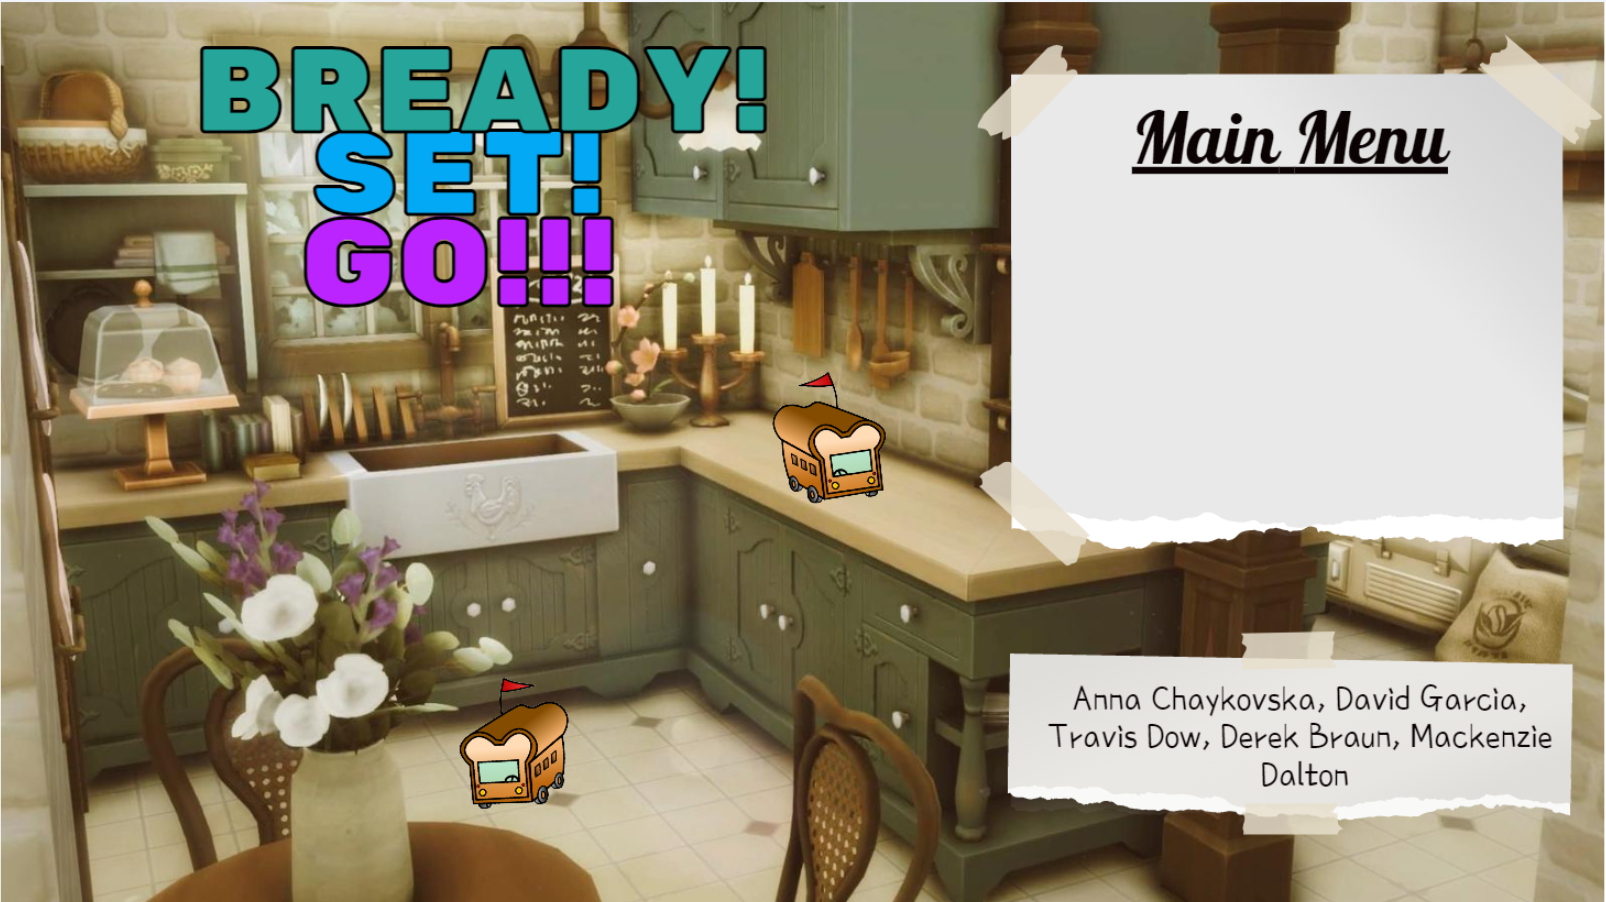 BREADY!
SET!
GO!!!
Main Menu
Anna Chaykovska, David Garcia,
Travis Dow, Derek Braun, Mackenzie
Dalton